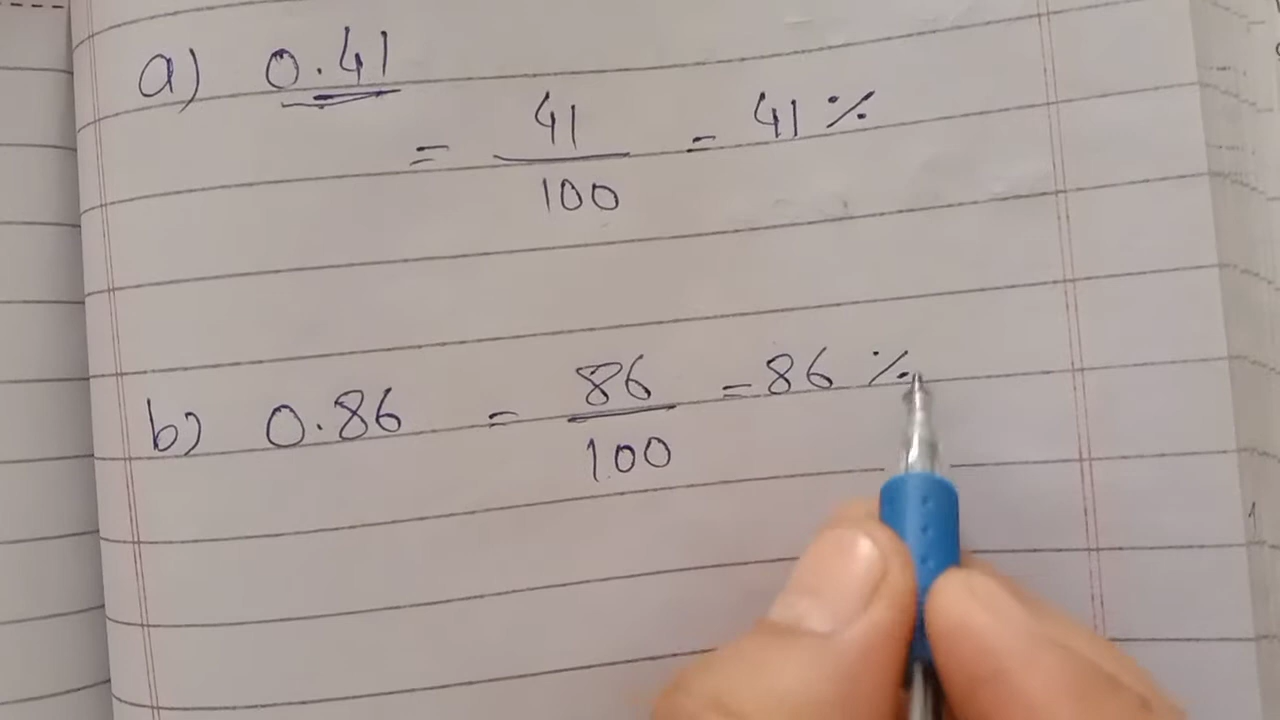 a) 0.41
= 41/100 = 41%
b) 0.86 = 86/100 = 86%